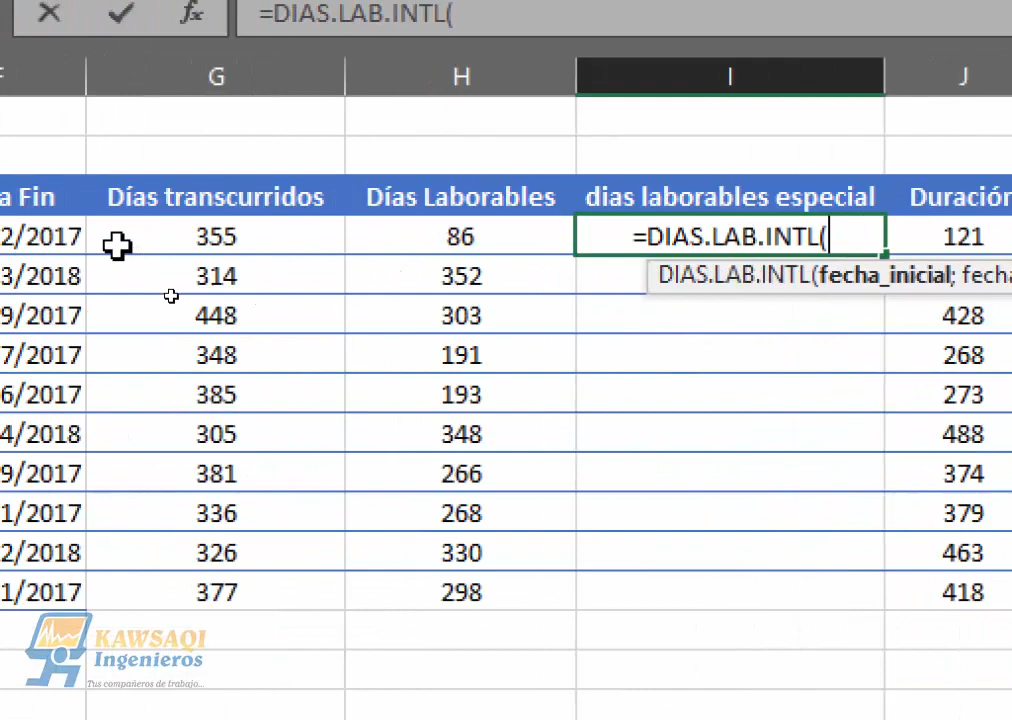 =DIAS.LAB.INTL(
F G H I J
a Fin Días transcurridos Días Laborables dias laborables especial Duración
2/2017 355 86 =DIAS.LAB.INTL( 121
3/2018 314 352 DIAS.LAB.INTL(fecha_inicial; fecha
9/2017 448 303 428
7/2017 348 191 268
6/2017 385 193 273
4/2018 305 348 488
9/2017 381 266 374
1/2017 336 268 379
2/2018 326 330 463
1/2017 377 298 418
KAWSAQI
Ingenieros
Tus compañeros de trabajo...